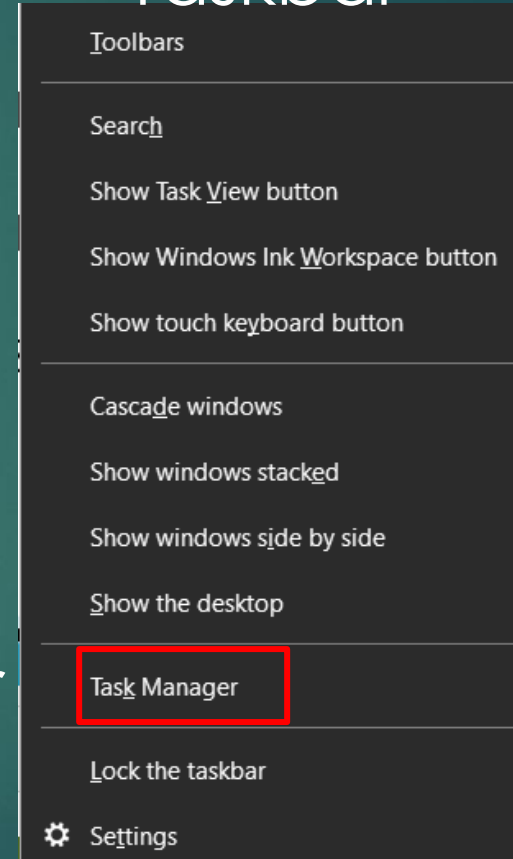 Taskbar
Toolbars
Search
Show Task View button
Show Windows Ink Workspace button
Show touch keyboard button
Cascade windows
Show windows stacked
Show windows side by side
Show the desktop
Task Manager
Lock the taskbar
Settings